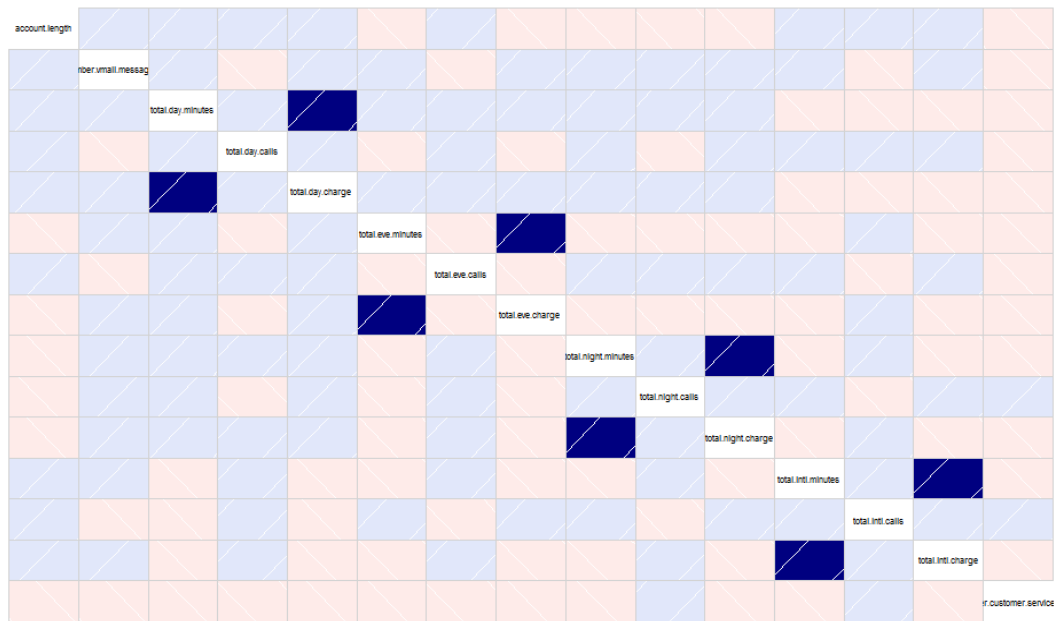 account.length
nber.vmail.messag
total.day.minutes
total.day.calls
total.day.charge
total.eve.minutes
total.eve.calls
total.eve.charge
total.night.minutes
total.night.calls
total.night.charge
total.intl.minutes
total.intl.calls
total.intl.charge
er.customer.service